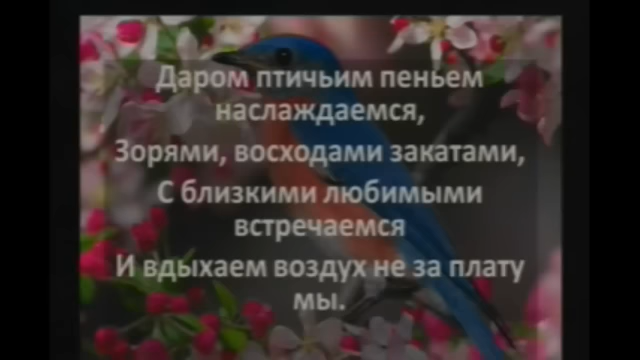 Даром птичьим пеньем
наслаждаемся,
Зорями, восходами закатами,
С близкими любимыми
встречаемся
И вдыхаем воздух не за плату
мы.